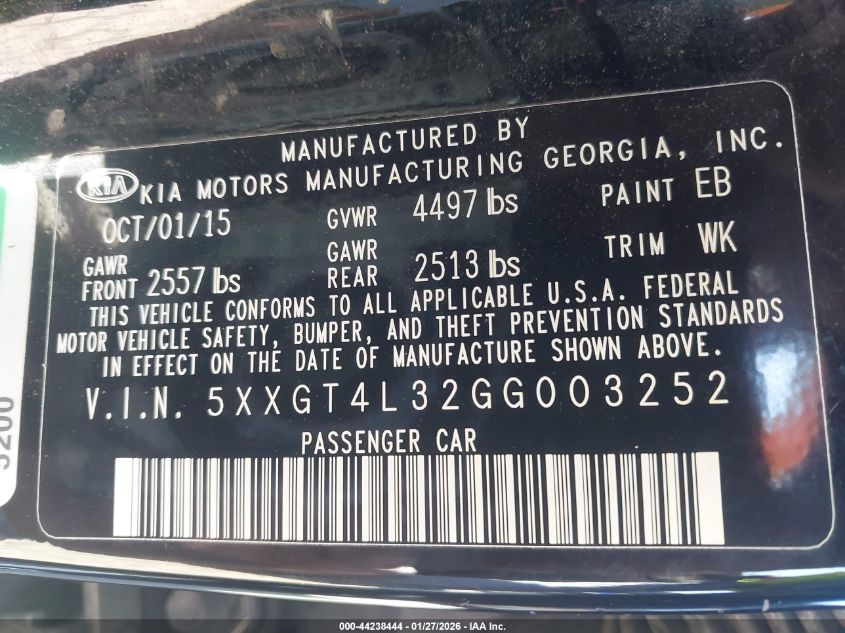 MANUFACTURED BY
KIA KIA MOTORS MANUFACTURING GEORGIA, INC.
OCT/01/15 GVWR 4497 lbs PAINT EB
GAWR FRONT 2557 lbs GAWR REAR 2513 lbs TRIM WK
THIS VEHICLE CONFORMS TO ALL APPLICABLE U.S.A. FEDERAL
MOTOR VEHICLE SAFETY, BUMPER, AND THEFT PREVENTION STANDARDS
IN EFFECT ON THE DATE OF MANUFACTURE SHOWN ABOVE.
V.I.N. 5XXGT4L32GG003252
PASSENGER CAR
000-44238444 - 01/27/2026 - IAA Inc.